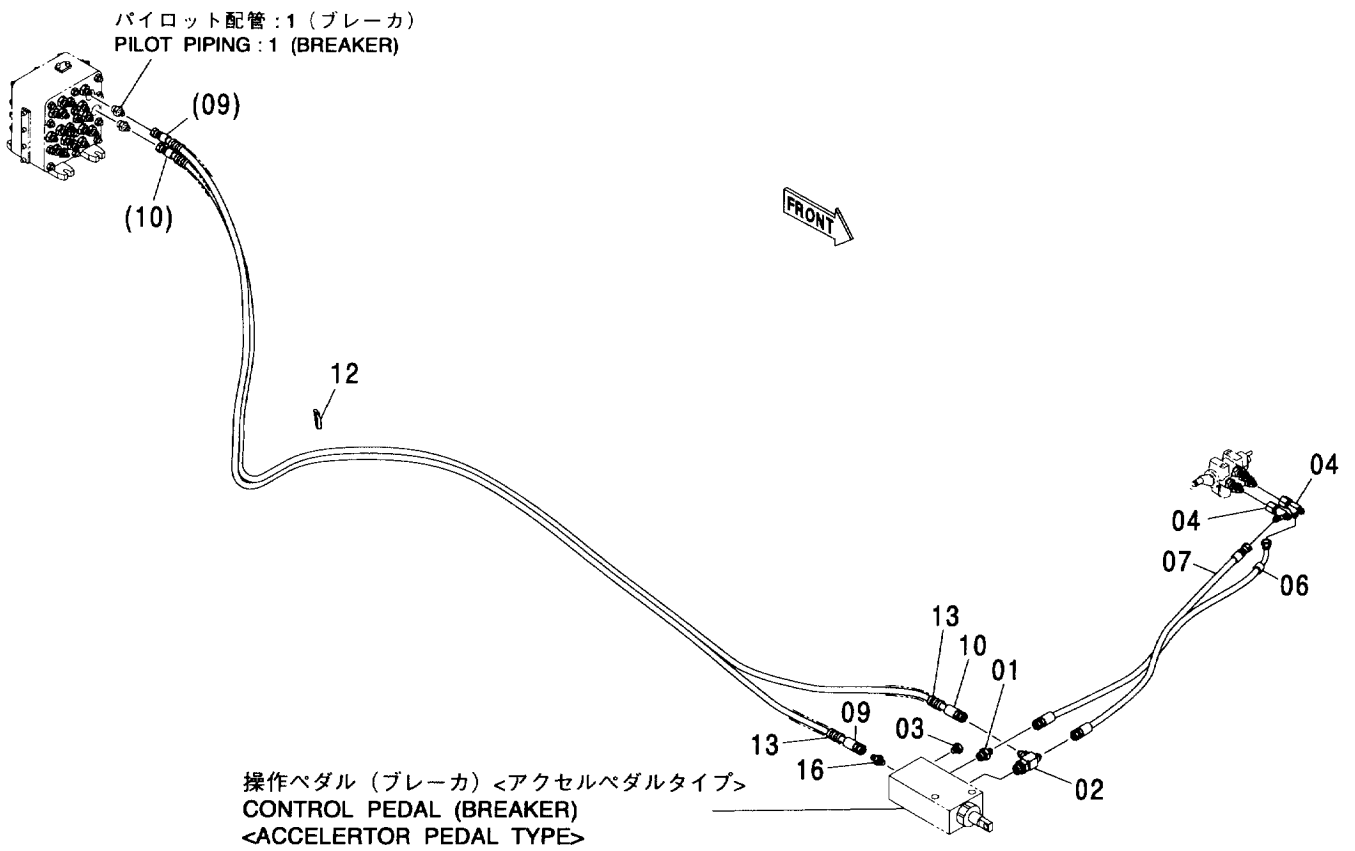 パイロット配管:1(ブレーカ)
PILOT PIPING:1 (BREAKER)
(09)
(10)
FRONT
12
04
04
07
06
13
10
01
09
03
13
16
02
操作ペダル(ブレーカ)<アクセルペダルタイプ>
CONTROL PEDAL (BREAKER)
<ACCELERTOR PEDAL TYPE>